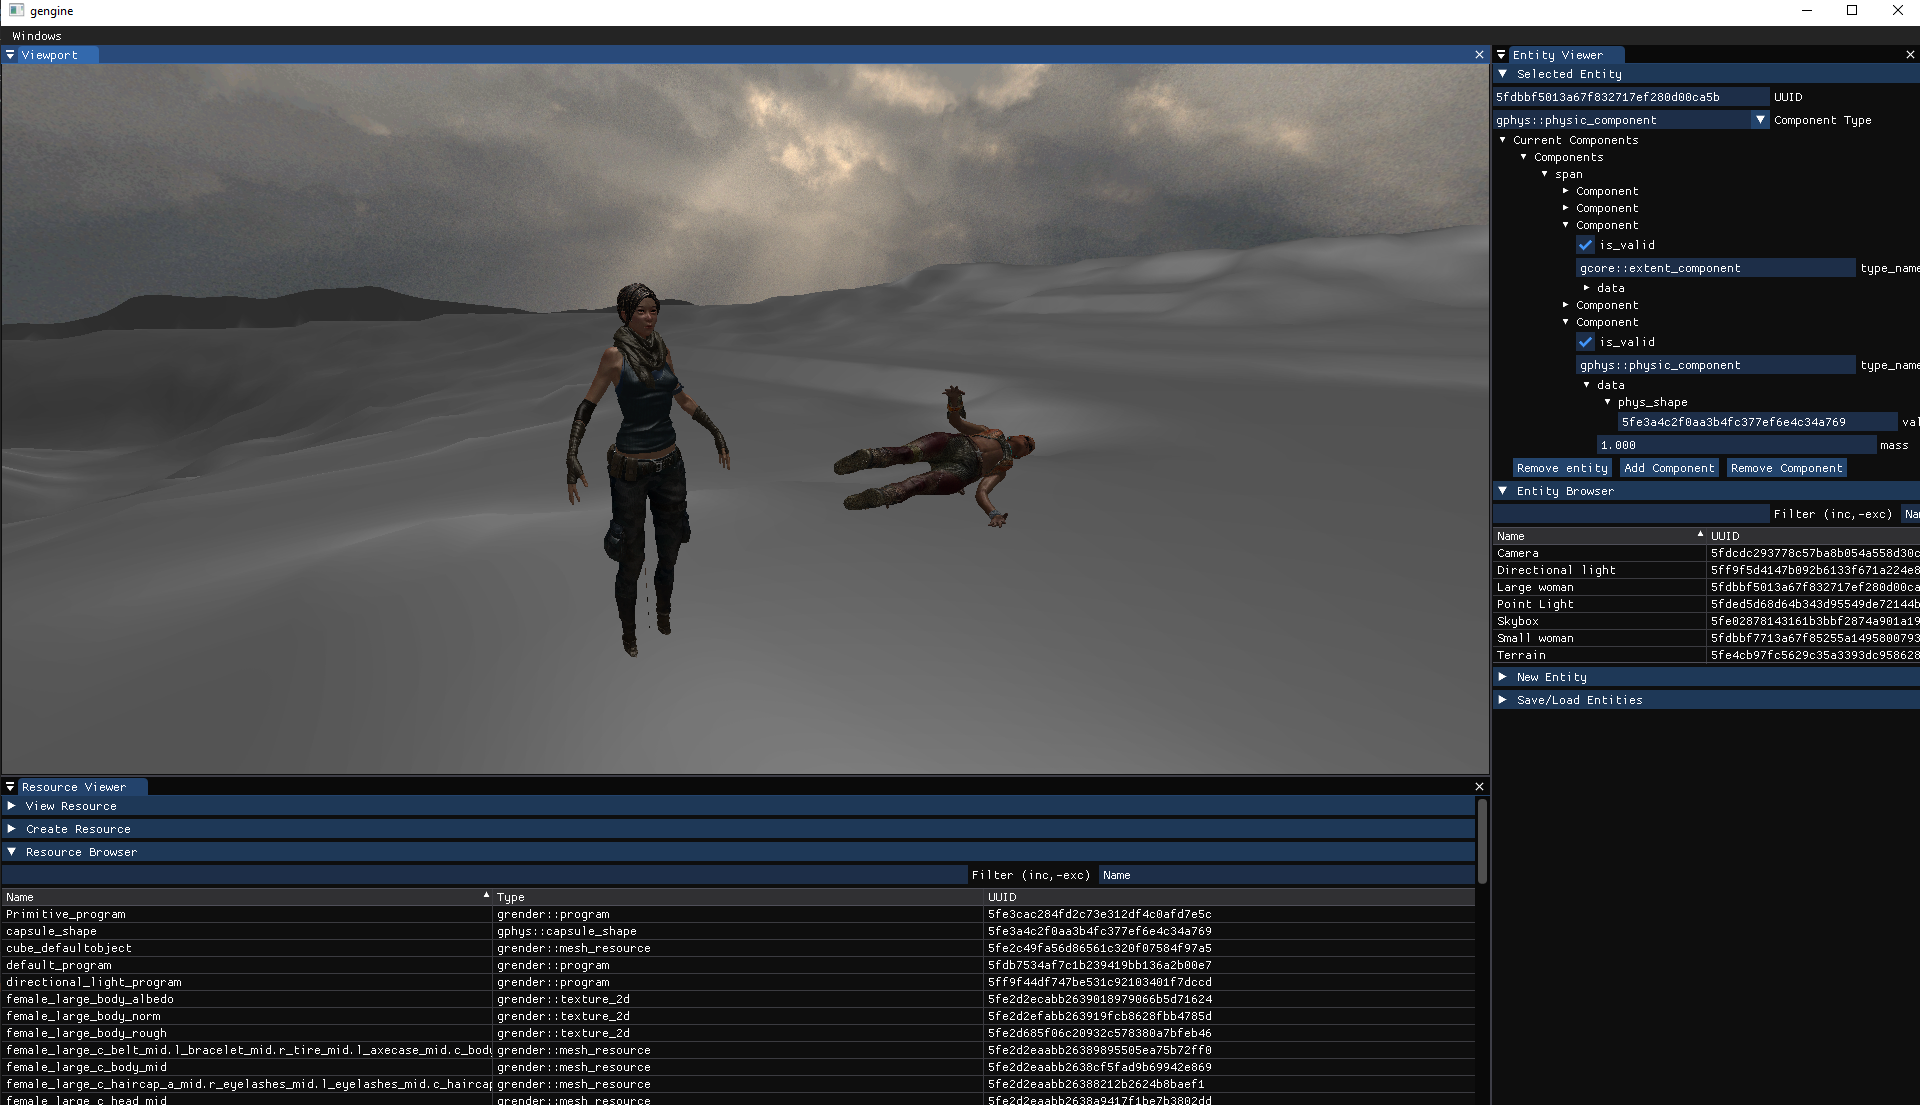 gengine
Windows
Viewport
Entity Viewer
Selected Entity
5fdbbf5013a67f832717ef280d00ca5b UUID
gphys::physic_component Component Type
Current Components
Components
span
Component
Component
Component
is_valid
gcore::extent_component type_name
data
Component
Component
is_valid
gphys::physic_component type_name
data
phys_shape
5fe3a4c2f0aa3b4fc377ef6e4c34a769 val
1.000 mass
Remove entity Add Component Remove Component
Entity Browser
Filter (inc,-exc) Na
Name UUID
Camera 5fdcdc293778c57ba8b054a558d30c
Directional light 5ff9f5d4147b092b6133f671a224e8
Large woman 5fdbbf5013a67f832717ef280d00ca
Point Light 5fded5d68d64b343d95549de72144b
Skybox 5fe02878143161b3bbf2874a901a19
Small woman 5fdbbf7713a67f85255a1495800793
Terrain 5fe4cb97fc5629c35a3393dc958628
New Entity
Save/Load Entities
Resource Viewer
View Resource
Create Resource
Resource Browser
Filter (inc,-exc) Name
Name Type UUID
Primitive_program grender::program 5fe3cac284fd2c73e312df4c0afd7e5c
capsule_shape gphys::capsule_shape 5fe3a4c2f0aa3b4fc377ef6e4c34a769
cube_defaultobject grender::mesh_resource 5fe2c49fa56d86561c320f07584f97a5
default_program grender::program 5fdb7534af7c1b239419bb136a2b00e7
directional_light_program grender::program 5ff9f44df747be531c92103401f7dccd
female_large_body_albedo grender::texture_2d 5fe2d2ecabb2639018979066b5d71624
female_large_body_norm grender::texture_2d 5fe2d2efabb263919fcb8628fbb4785d
female_large_body_rough grender::texture_2d 5fe2d685f06c20932c578380a7bfeb46
female_large_c_belt_mid.l_bracelet_mid.r_tire_mid.l_axecase_mid.c_body grender::mesh_resource 5fe2d2eaabb26389895505ea75b72ff0
female_large_c_body_mid grender::mesh_resource 5fe2d2eaabb2638cf5fad9b69942e869
female_large_c_haircap_a_mid.r_eyelashes_mid.l_eyelashes_mid.c_haircap grender::mesh_resource 5fe2d2eaabb26388212b2624b8baef1
female_large_c_head_mid grender::mesh_resource 5fe2d2eaabb2638a9417f1be7b3802dd